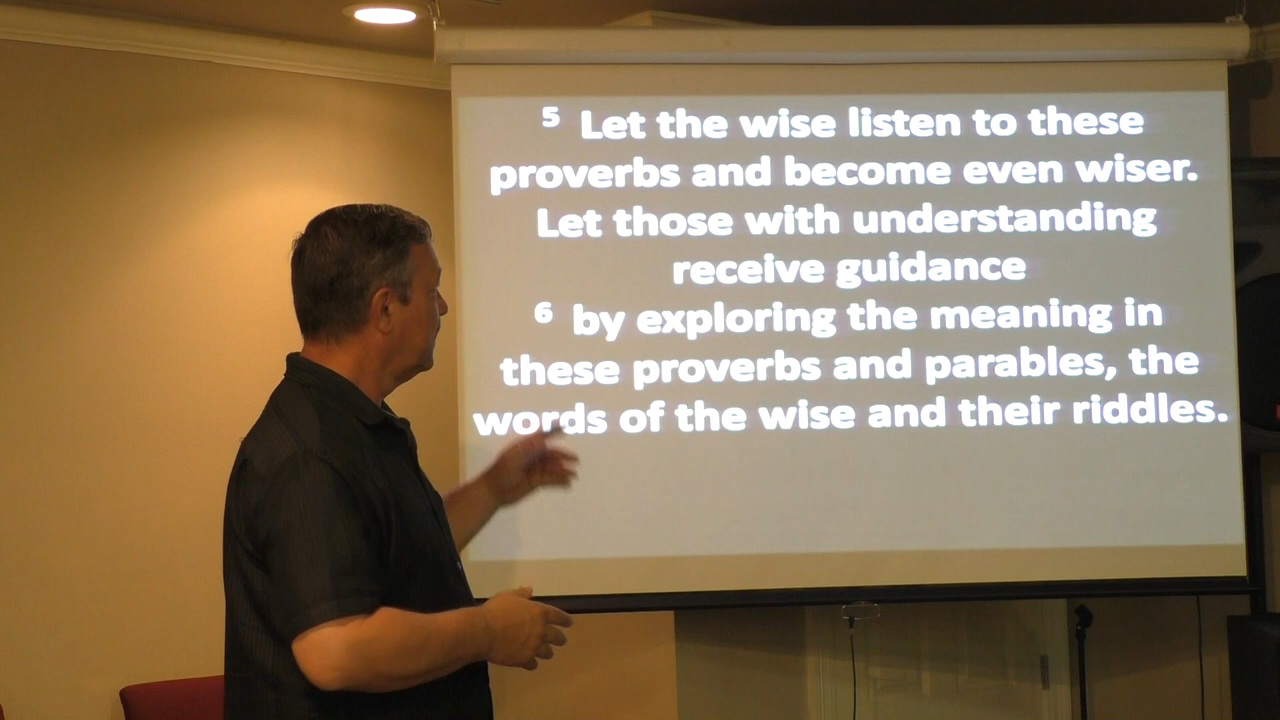 5 Let the wise listen to these
proverbs and become even wiser.
Let those with understanding
receive guidance
6 by exploring the meaning in
these proverbs and parables, the
words of the wise and their riddles.